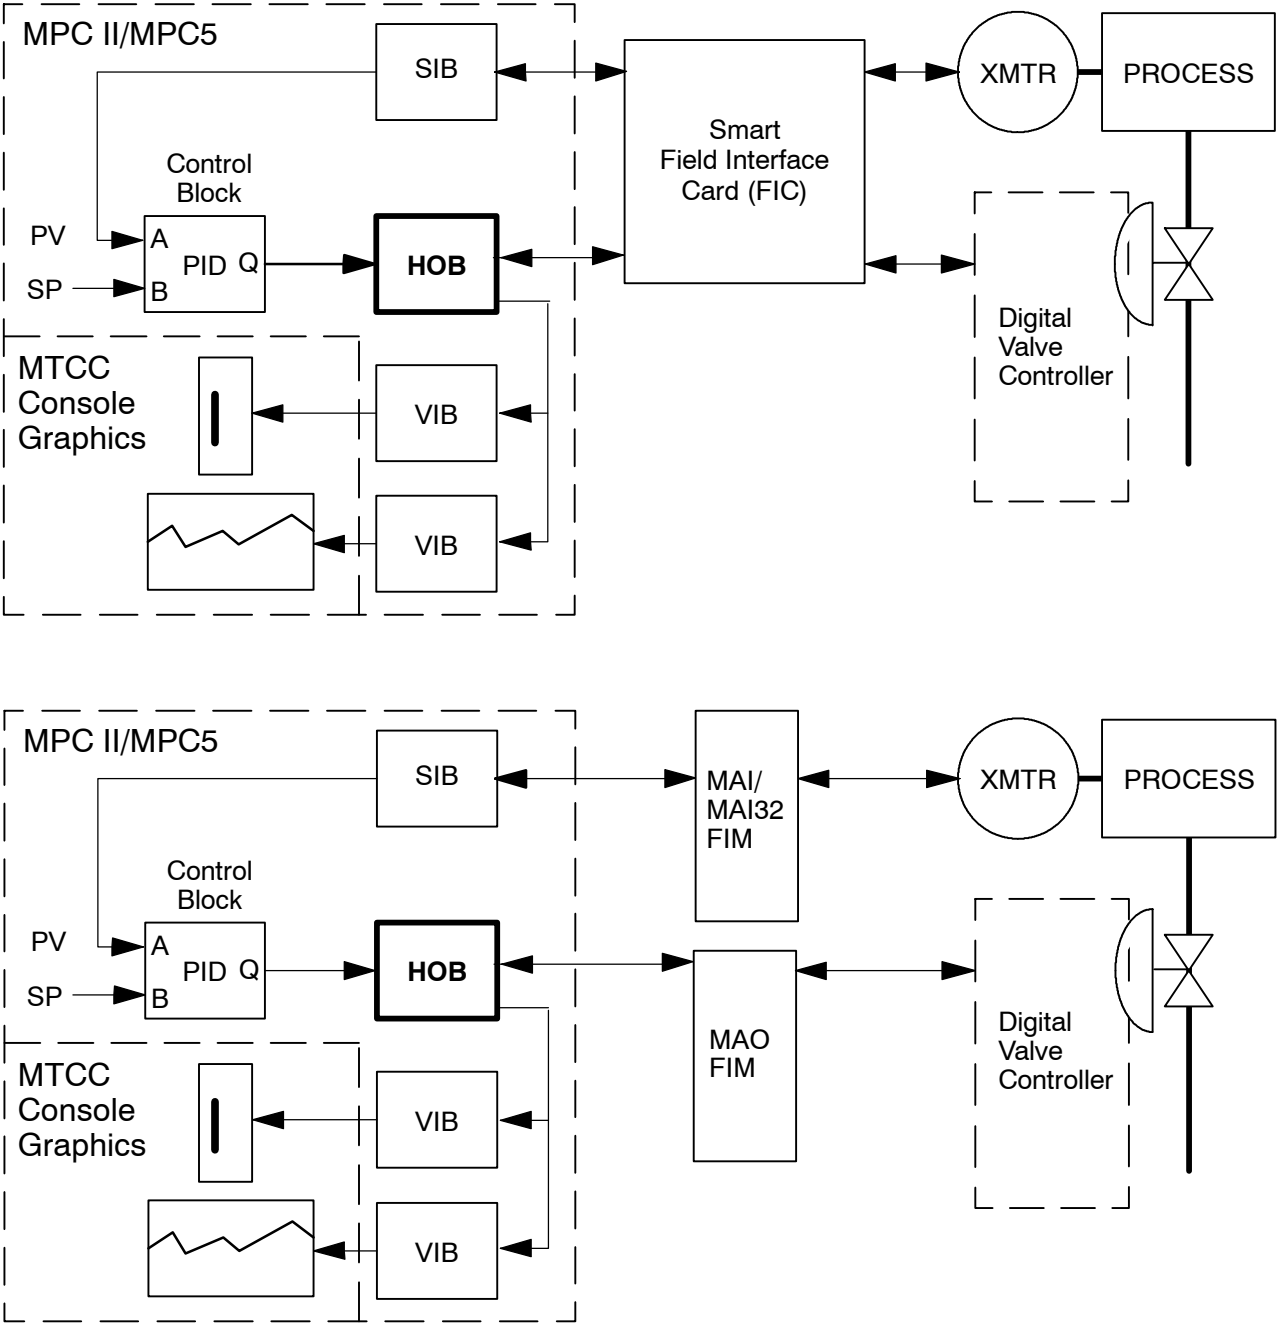 MPC II/MPC5
SIB
XMTR
PROCESS
Smart
Field Interface
Card (FIC)
Control
Block
PV
A
PID
Q
SP
B
HOB
Digital
Valve
Controller
MTCC
Console
Graphics
VIB
VIB
MPC II/MPC5
SIB
MAI/
MAI32
FIM
XMTR
PROCESS
Control
Block
PV
A
PID
Q
SP
B
HOB
MAO
FIM
Digital
Valve
Controller
MTCC
Console
Graphics
VIB
VIB